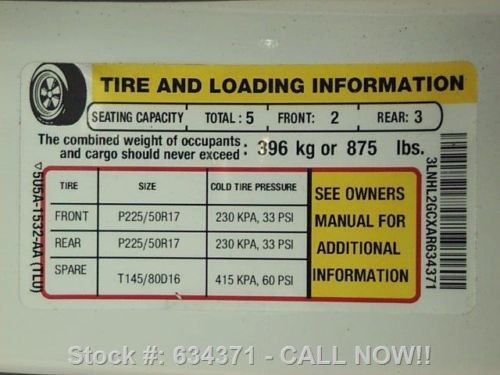 TIRE AND LOADING INFORMATION
SEATING CAPACITY TOTAL : 5 FRONT: 2 REAR: 3
The combined weight of occupants
and cargo should never exceed : 396 kg or 875 lbs.
TIRE SIZE COLD TIRE PRESSURE
FRONT P225/50R17 230 KPA, 33 PSI
REAR P225/50R17 230 KPA, 33 PSI
SPARE T145/80D16 415 KPA, 60 PSI
SEE OWNERS
MANUAL FOR
ADDITIONAL
INFORMATION
▽505A-1532-AA (TL0)
3LNHL2GCXAR634371
Stock #: 634371 - CALL NOW!!